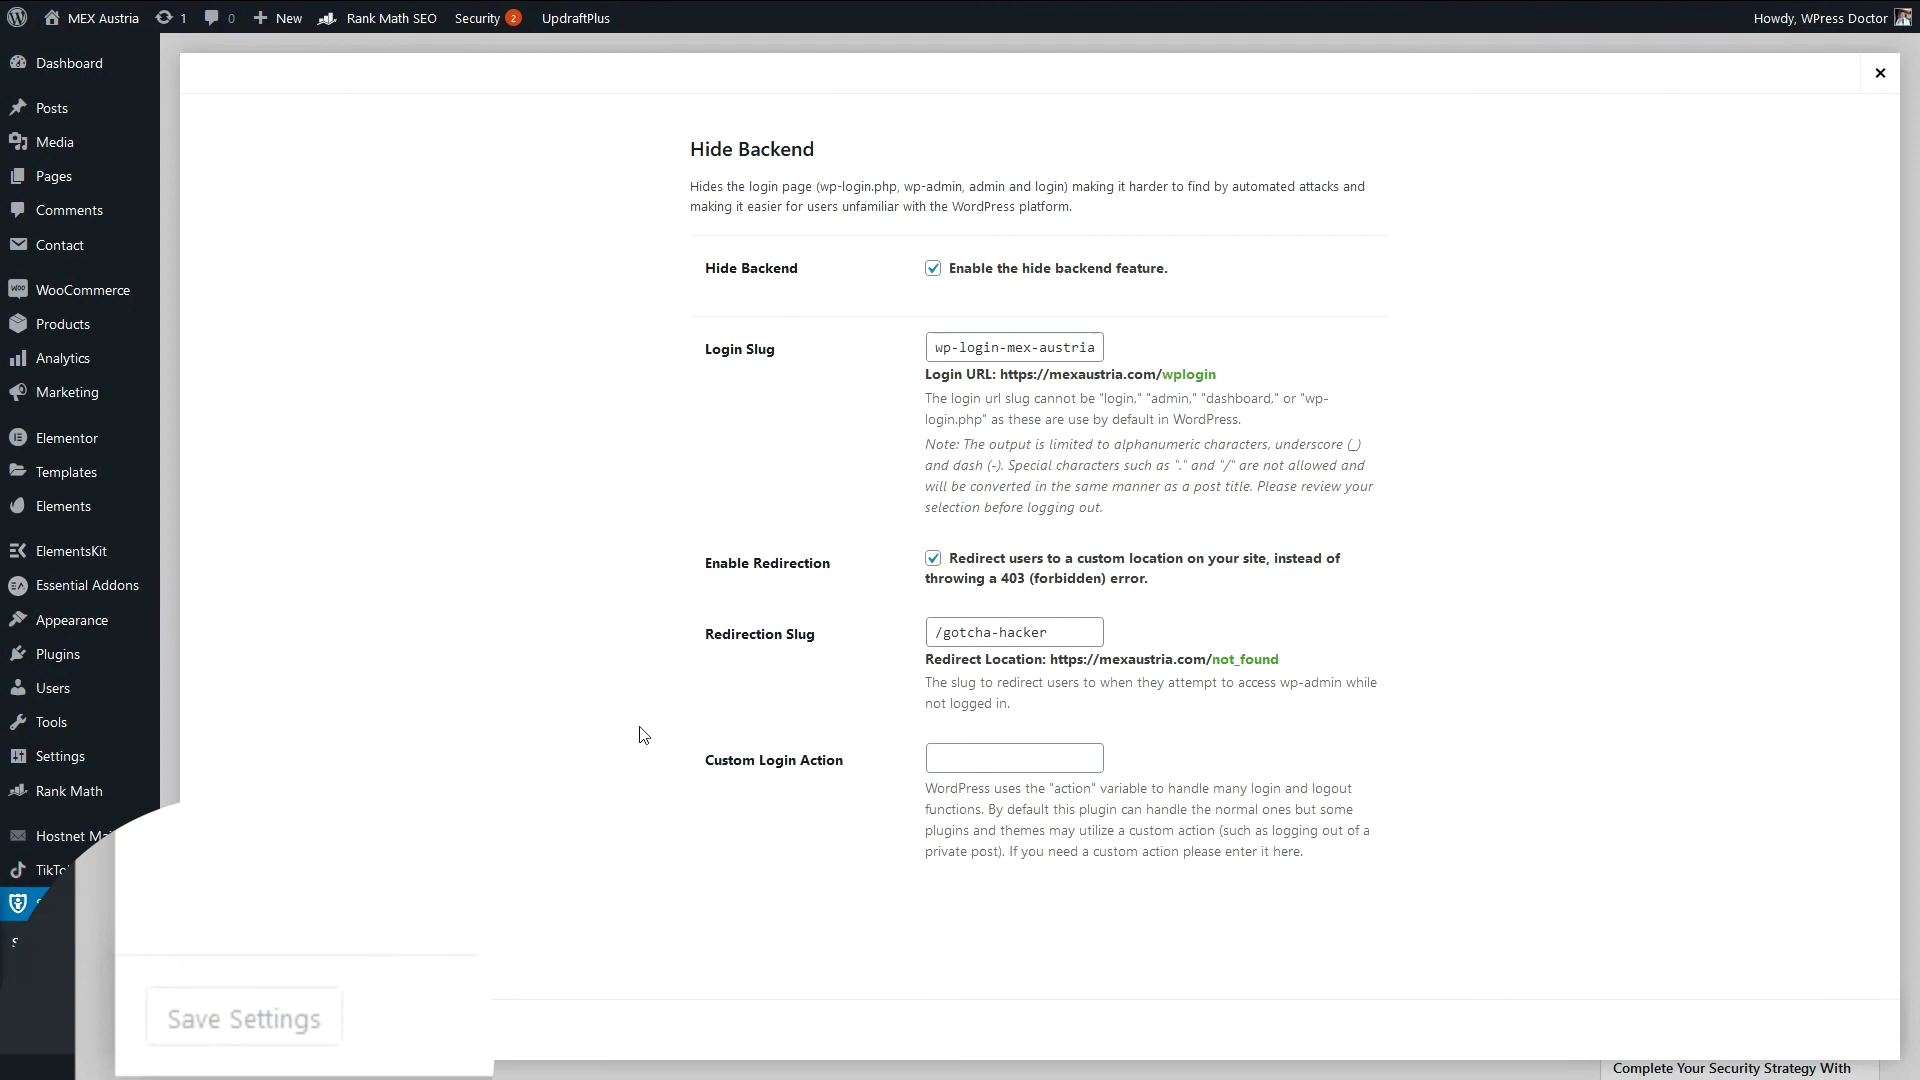 MEX Austria 1 0 New Rank Math SEO Security 2 UpdraftPlus Howdy, WPress Doctor
Dashboard
Posts
Media
Pages
Comments
Contact
WooCommerce
Products
Analytics
Marketing
Elementor
Templates
Elements
ElementsKit
Essential Addons
Appearance
Plugins
Users
Tools
Settings
Rank Math
Hostnet
Hide Backend
Hides the login page (wp-login.php, wp-admin, admin and login) making it harder to find by automated attacks and
making it easier for users unfamiliar with the WordPress platform.
Hide Backend
Enable the hide backend feature.
Login Slug
wp-login-mex-austria
Login URL: https://mexaustria.com/wplogin
The login url slug cannot be "login," "admin," "dashboard," or "wp-
login.php" as these are use by default in WordPress.
Note: The output is limited to alphanumeric characters, underscore (_)
and dash (-). Special characters such as "." and "/" are not allowed and
will be converted in the same manner as a post title. Please review your
selection before logging out.
Enable Redirection
Redirect users to a custom location on your site, instead of
throwing a 403 (forbidden) error.
Redirection Slug
/gotcha-hacker
Redirect Location: https://mexaustria.com/not_found
The slug to redirect users to when they attempt to access wp-admin while
not logged in.
Custom Login Action
WordPress uses the "action" variable to handle many login and logout
functions. By default this plugin can handle the normal ones but some
plugins and themes may utilize a custom action (such as logging out of a
private post). If you need a custom action please enter it here.
Save Settings
Complete Your Security Strategy With